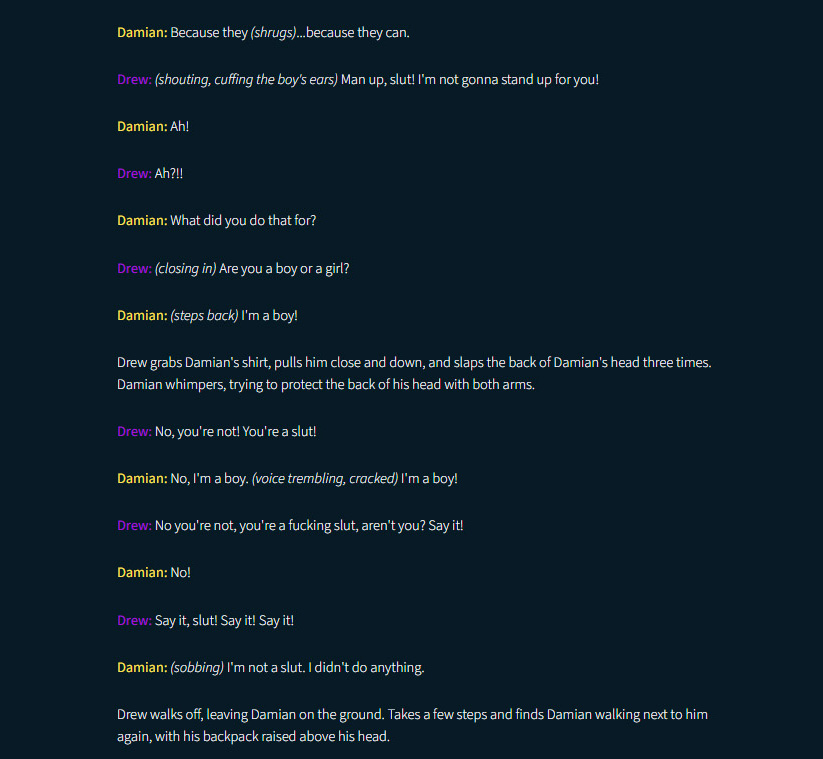 Damian: Because they (shrugs)...because they can.
Drew: (shouting, cuffing the boy's ears) Man up, slut! I'm not gonna stand up for you!
Damian: Ah!
Drew: Ah?!!
Damian: What did you do that for?
Drew: (closing in) Are you a boy or a girl?
Damian: (steps back) I'm a boy!
Drew grabs Damian's shirt, pulls him close and down, and slaps the back of Damian's head three times.
Damian whimpers, trying to protect the back of his head with both arms.
Drew: No, you're not! You're a slut!
Damian: No, I'm a boy. (voice trembling, cracked) I'm a boy!
Drew: No you're not, you're a fucking slut, aren't you? Say it!
Damian: No!
Drew: Say it, slut! Say it! Say it!
Damian: (sobbing) I'm not a slut. I didn't do anything.
Drew walks off, leaving Damian on the ground. Takes a few steps and finds Damian walking next to him
again, with his backpack raised above his head.